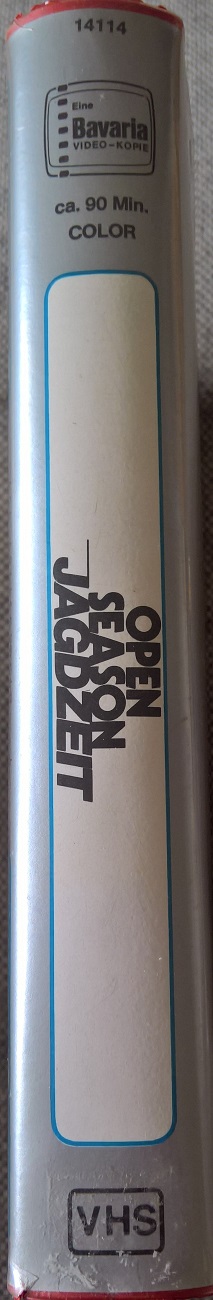 14114
Eine
Bavaria
VIDEO-KOPIE
ca. 90 Min.
COLOR
OPEN
SEASON
JAGDZEIT
VHS